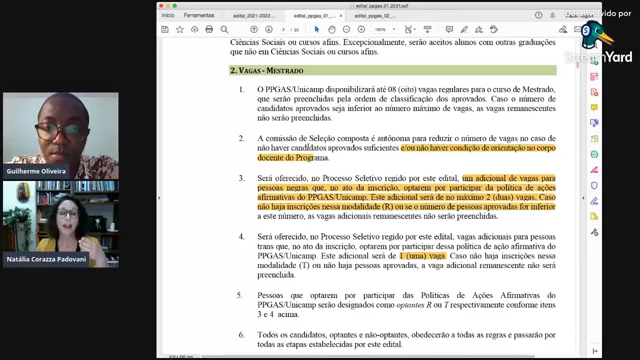 edital_ppgas_01_2021.pdf
Início
Ferramentas
edital_2021-2022...
edital_ppgas_01...
edital_ppgas_02...
StreamYard
Ciências Sociais ou cursos afins. Excepcionalmente, serão aceitos alunos com outras graduações
que não em Ciências Sociais ou cursos afins.
2. VAGAS - MESTRADO
1. O PPGAS/Unicamp disponibilizará até 08 (oito) vagas regulares para o curso de Mestrado,
que serão preenchidas pela ordem de classificação dos aprovados. Caso o número de
candidatos aprovados seja inferior ao número máximo de vagas, as vagas remanescentes
não serão preenchidas.
2. A comissão de Seleção composta é autônoma para reduzir o número de vagas no caso de
não haver candidatos aprovados suficientes e/ou não haver condição de orientação no corpo
docente do Programa.
3. Será oferecido, no Processo Seletivo regido por este edital, um adicional de vagas para
pessoas negras que, no ato da inscrição, optarem por participar da política de ações
afirmativas do PPGAS/Unicamp. Este adicional será de no máximo 2 (duas) vagas. Caso
não haja inscrições nessa modalidade (R) ou se o número de pessoas aprovadas for inferior
a este número, as vagas adicionais remanescentes não serão preenchidas.
4. Será oferecido, no Processo Seletivo regido por este edital, vagas adicionais para pessoas
trans que, no ato da inscrição, optarem por participar dessa política de ação afirmativa do
PPGAS/Unicamp. Este adicional será de 1 (uma) vaga. Caso não haja inscrições nessa
modalidade (T) ou não haja pessoas aprovadas, a vaga adicional remanescente não será
preenchida.
5. Pessoas que optarem por participar das Políticas de Ações Afirmativas do
PPGAS/Unicamp serão designados como optantes R ou T respectivamente conforme itens
3 e 4 acima.
6. Todos os candidatos, optantes e não-optantes, obedecerão a todas as regras e passarão por
todas as etapas estabelecidas por este edital.
Guilherme Oliveira
Natália Corazza Padovani